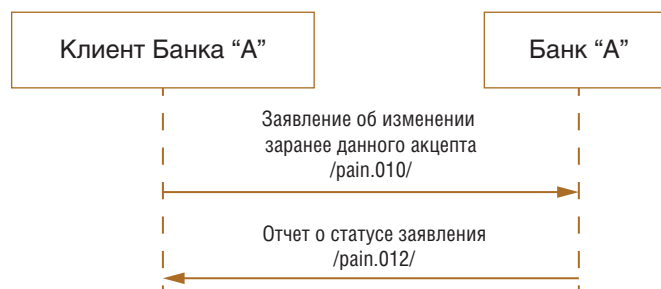 Клиент Банка “А”
Банк “А”
Заявление об изменении
заранее данного акцепта
/pain.010/
Отчет о статусе заявления
/pain.012/